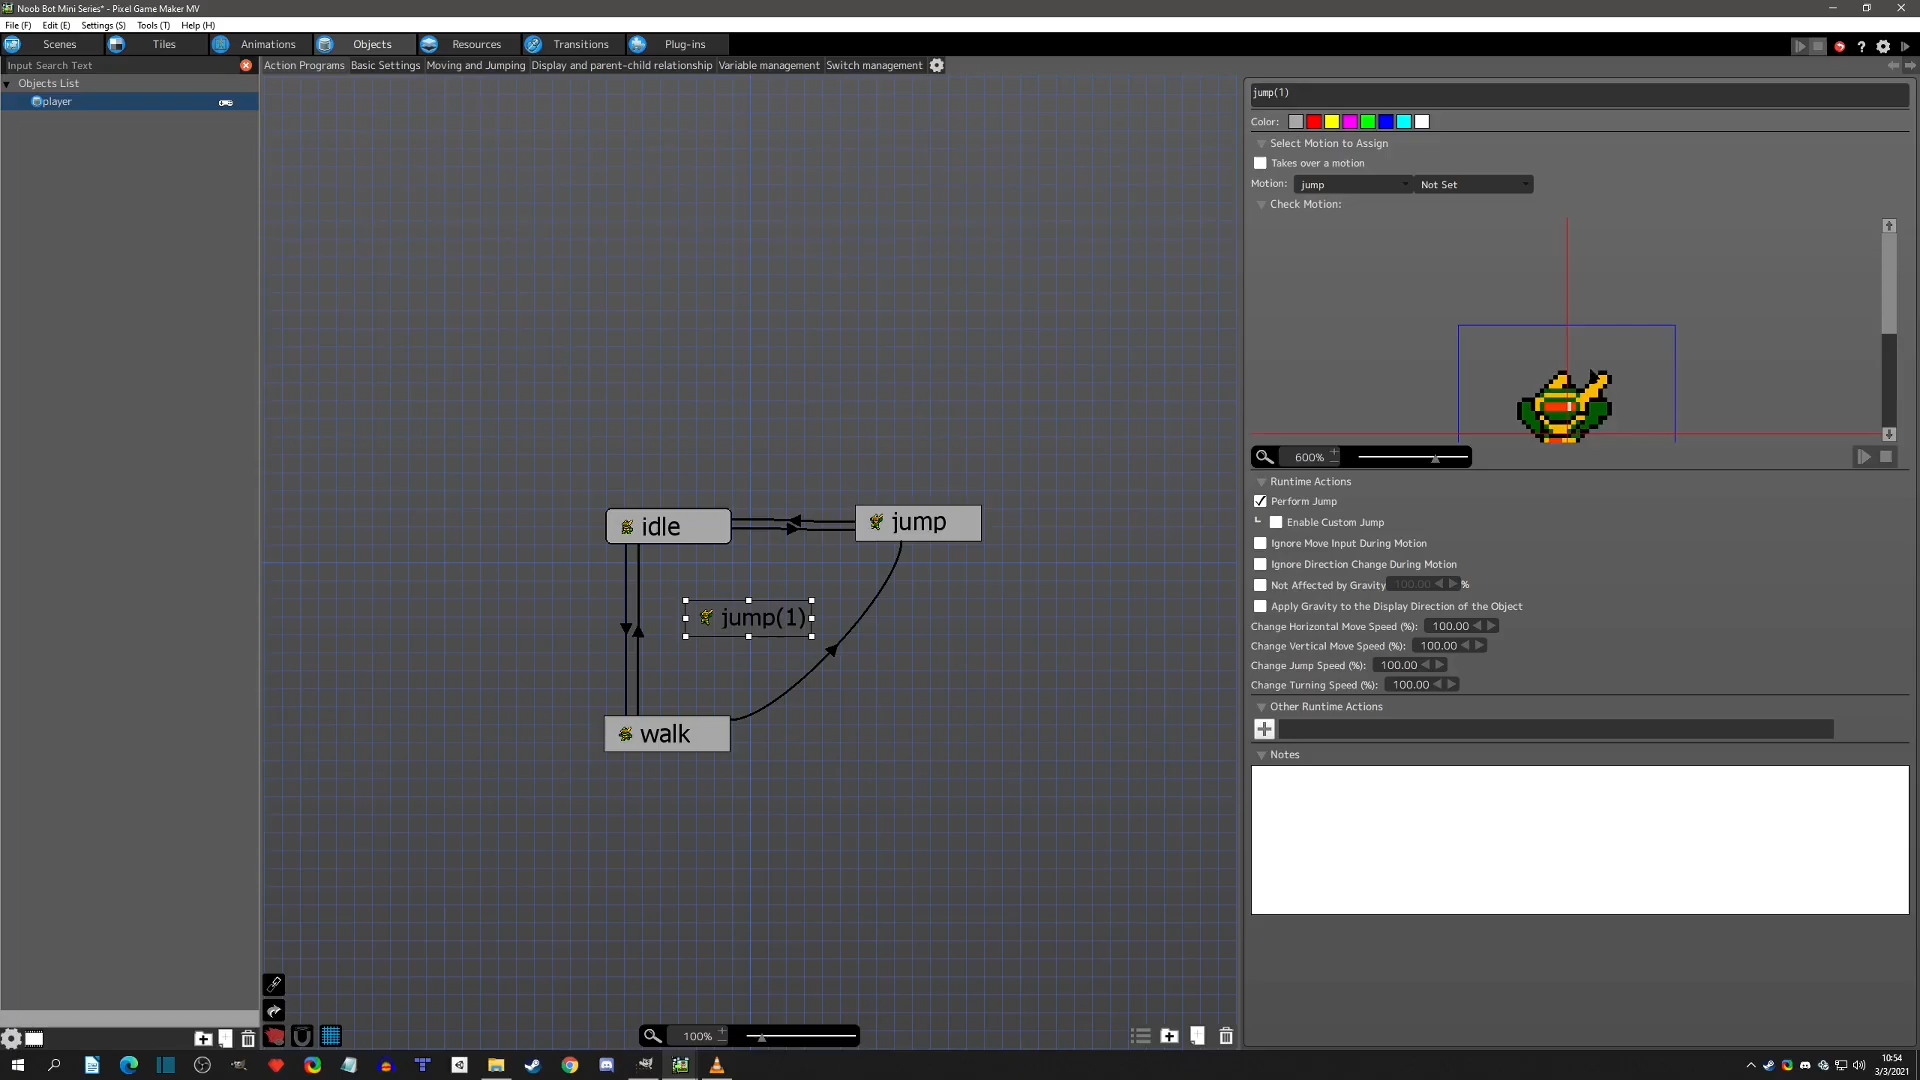 Noob Bot Mini Series* - Pixel Game Maker MV
File (F) Edit (E) Settings (S) Tools (T) Help (H)
Scenes Tiles Animations Objects Resources Transitions Plug-ins
Input Search Text
Action Programs Basic Settings Moving and Jumping Display and parent-child relationship Variable management Switch management
Objects List
player
jump(1)
Color:
Select Motion to Assign
Takes over a motion
Motion: jump Not Set
Check Motion:
600%
idle
jump
jump(1)
walk
Runtime Actions
Perform Jump
Enable Custom Jump
Ignore Move Input During Motion
Ignore Direction Change During Motion
Not Affected by Gravity 100.00 %
Apply Gravity to the Display Direction of the Object
Change Horizontal Move Speed (%): 100.00
Change Vertical Move Speed (%): 100.00
Change Jump Speed (%): 100.00
Change Turning Speed (%): 100.00
Other Runtime Actions
Notes
100%
10:54
3/3/2021